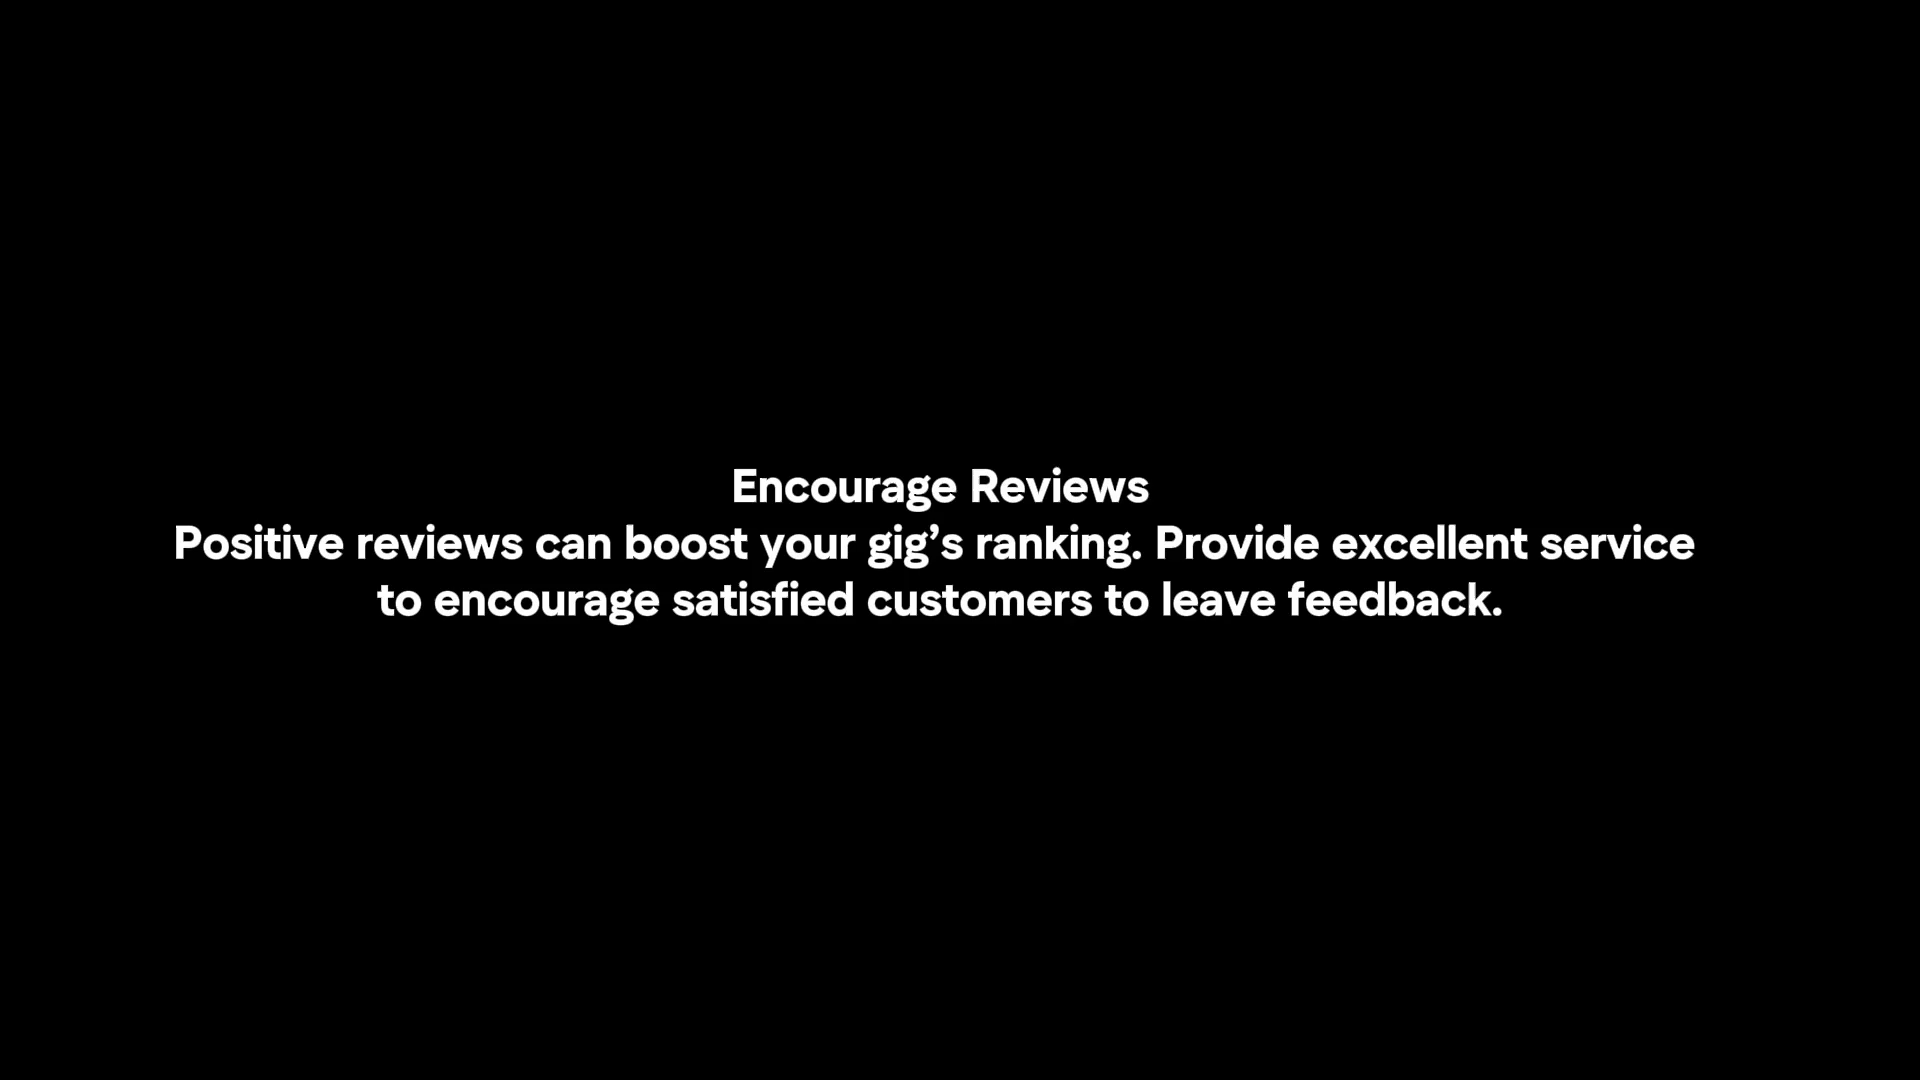 Encourage Reviews
Positive reviews can boost your gig’s ranking. Provide excellent service
to encourage satisfied customers to leave feedback.